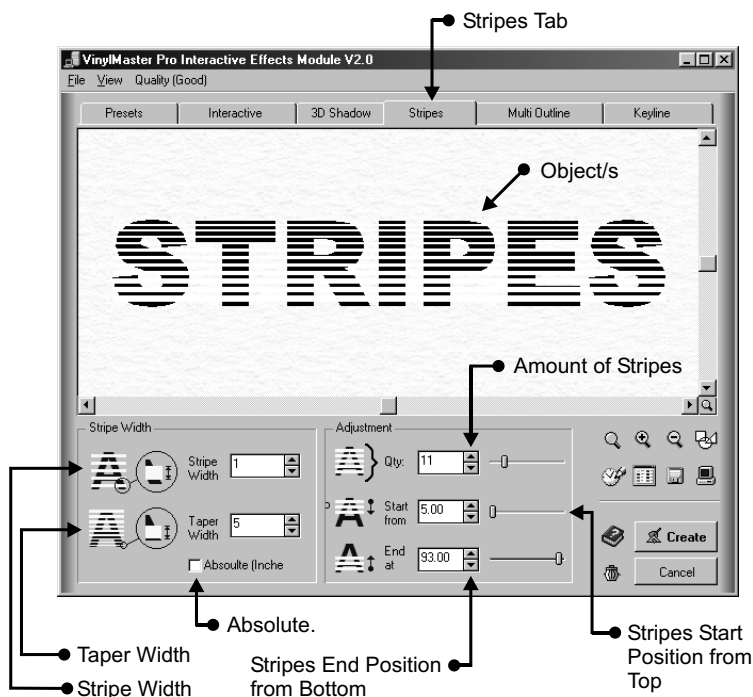 Stripes Tab
VinylMaster Pro Interactive Effects Module V2.0
File View Quality (Good)
Presets Interactive 3D Shadow Stripes Multi Outline Keyline
Object/s
STRIPES
Amount of Stripes
Stripe Width
Adjustment
Stripe
Width
1
Qty:
11
Taper
Width
5
Start
from
5.00
Absoulte (Inche
End
at
93.00
Create
Cancel
Absolute.
Taper Width
Stripe Width
Stripes End Position
from Bottom
Stripes Start
Position from
Top